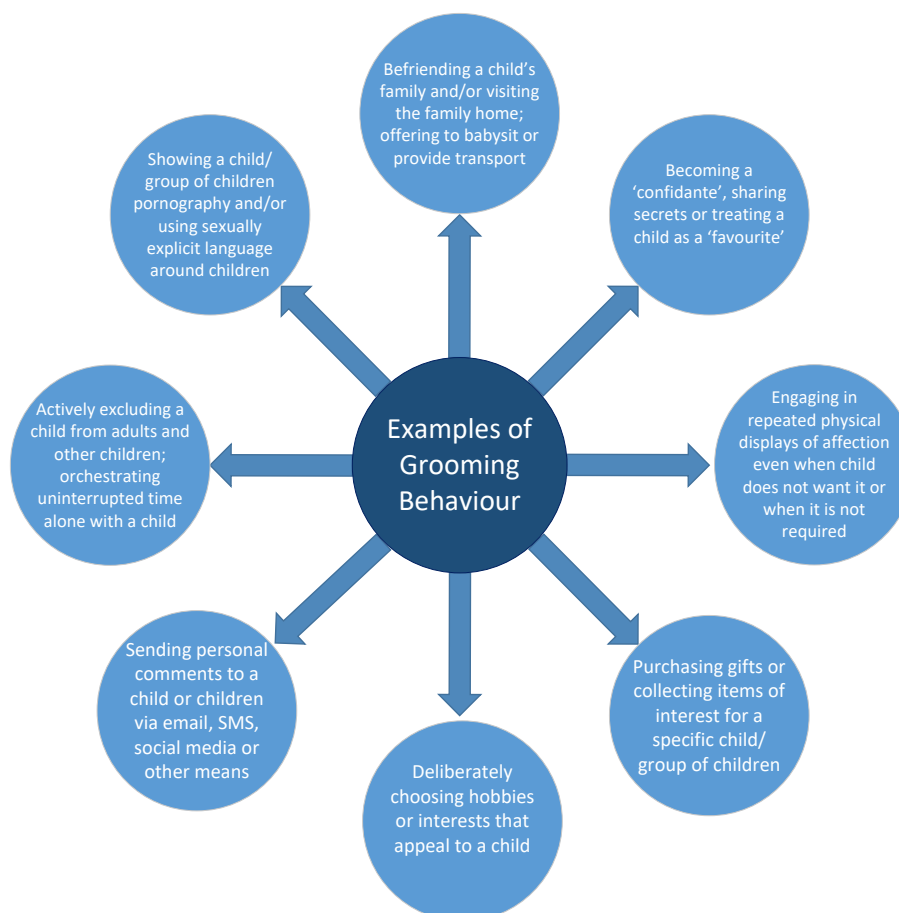 Examples of
Grooming
Behaviour
Befriending a child’s
family and/or visiting
the family home;
offering to babysit or
provide transport
Becoming a
‘confidante’, sharing
secrets or treating a
child as a ‘favourite’
Engaging in
repeated physical
displays of affection
even when child
does not want it or
when it is not
required
Purchasing gifts or
collecting items of
interest for a
specific child/
group of children
Deliberately
choosing hobbies
or interests that
appeal to a child
Sending personal
comments to a
child or children
via email, SMS,
social media or
other means
Actively excluding a
child from adults and
other children;
orchestrating
uninterrupted time
alone with a child
Showing a child/
group of children
pornography and/or
using sexually
explicit language
around children